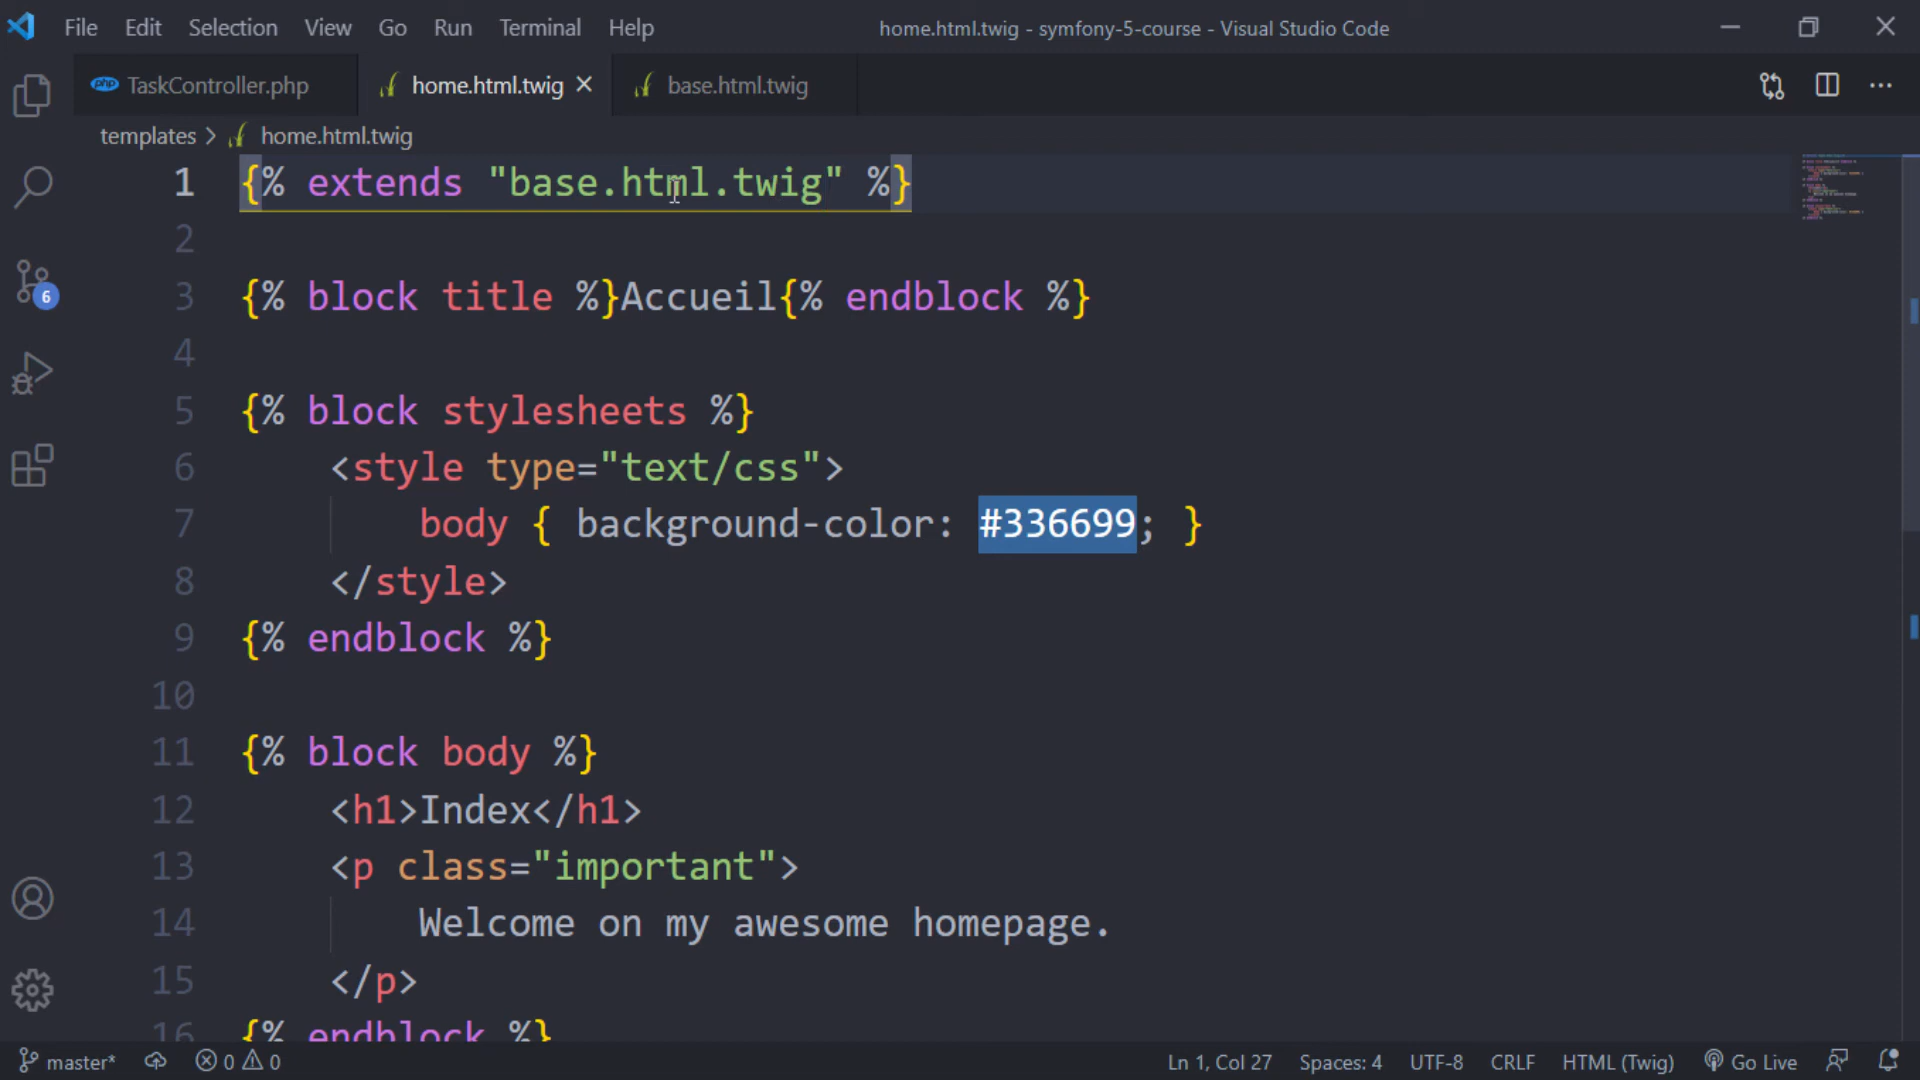 File Edit Selection View Go Run Terminal Help home.html.twig - symfony-5-course - Visual Studio Code
php TaskController.php home.html.twig base.html.twig
templates > home.html.twig
1 {% extends "base.html.twig" %}
2
3 {% block title %}Accueil{% endblock %}
4
5 {% block stylesheets %}
6 <style type="text/css">
7 body { background-color: #336699; }
8 </style>
9 {% endblock %}
10
11 {% block body %}
12 <h1>Index</h1>
13 <p class="important">
14 Welcome on my awesome homepage.
15 </p>
16 {% endblock %}
6
master* 0 0 Ln 1, Col 27 Spaces: 4 UTF-8 CRLF HTML (Twig) Go Live